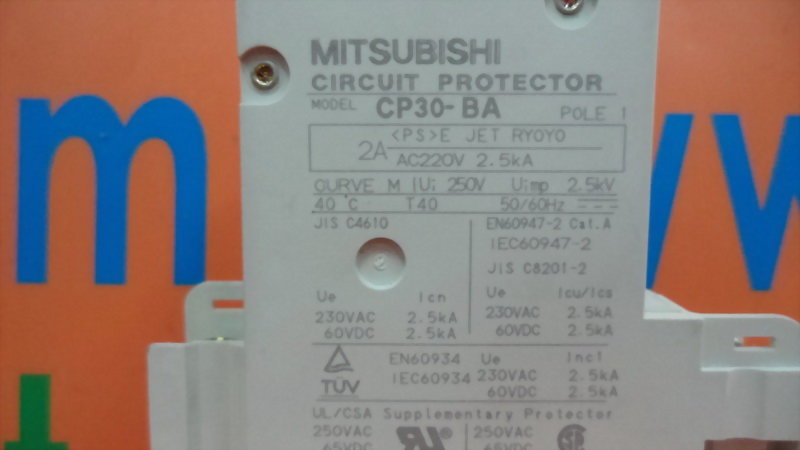 MITSUBISHI
CIRCUIT PROTECTOR
MODEL CP30-BA POLE 1
2A <PS>E JET RYOYO
AC220V 2.5kA
CURVE M (Ui 250V Uimp 2.5kV
40°C T40 50/60Hz
JIS C4610
EN60947-2 Cat.A
IEC60947-2
JIS C8201-2
Ue Icn
230VAC 2.5kA
60VDC 2.5kA
Ue Icu/Ics
230VAC 2.5kA
60VDC 2.5kA
TÜV
EN60934 Ue Inc1
IEC60934 230VAC 2.5kA
60VDC 2.5kA
UL/CSA Supplementary Protector
250VAC 250VAC
65VDC 65VDC
m w